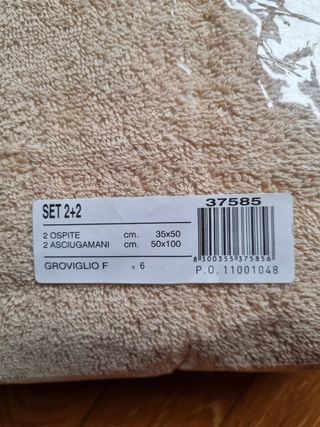 SET 2+2
2 OSPITE cm. 35x50
2 ASCIUGAMANI cm. 50x100
GROVIGLIO F v. 6
37585
8 300355 375856
P.O. 11001048